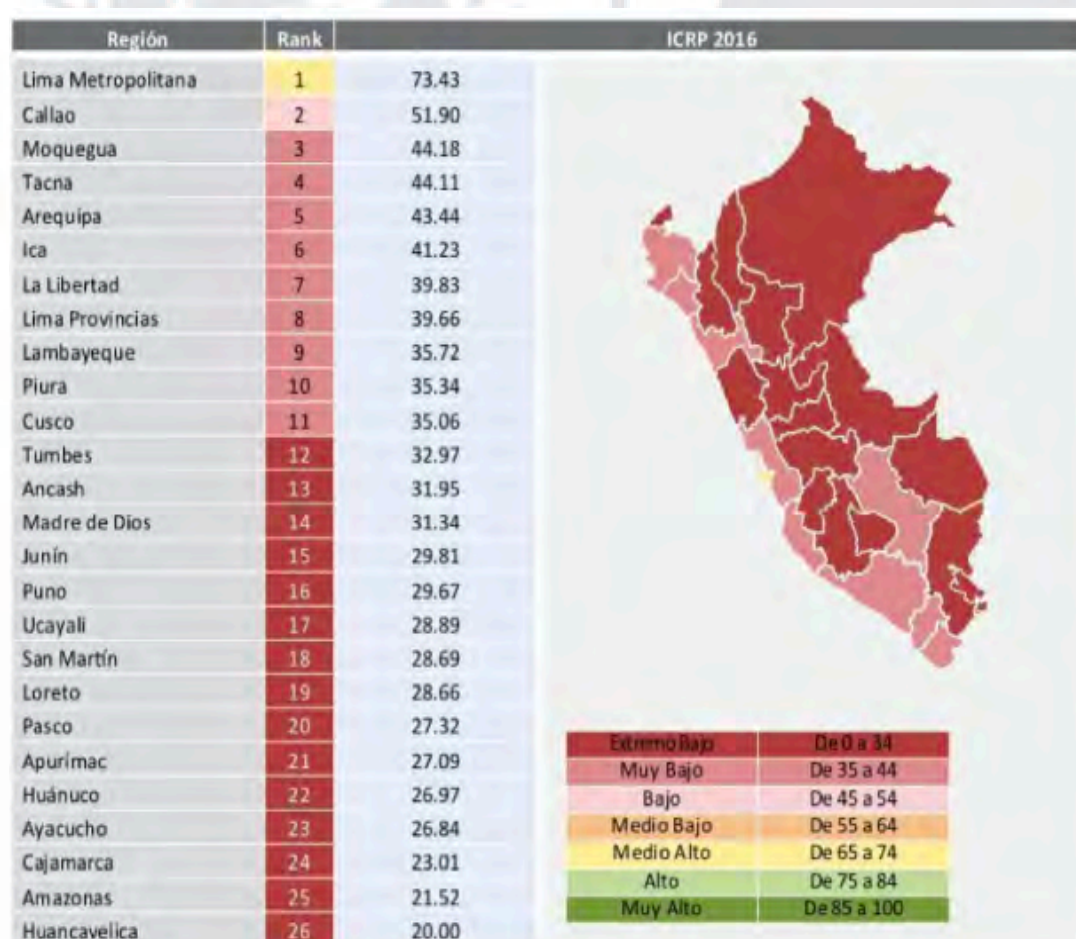 Región Rank ICRP 2016
Lima Metropolitana 1 73.43
Callao 2 51.90
Moquegua 3 44.18
Tacna 4 44.11
Arequipa 5 43.44
Ica 6 41.23
La Libertad 7 39.83
Lima Provincias 8 39.66
Lambayeque 9 35.72
Piura 10 35.34
Cusco 11 35.06
Tumbes 12 32.97
Ancash 13 31.95
Madre de Dios 14 31.34
Junín 15 29.81
Puno 16 29.67
Ucayali 17 28.89
San Martín 18 28.69
Loreto 19 28.66
Pasco 20 27.32
Apurímac 21 27.09
Huánuco 22 26.97
Ayacucho 23 26.84
Cajamarca 24 23.01
Amazonas 25 21.52
Huancavelica 26 20.00
Extremo Bajo De 0 a 34
Muy Bajo De 35 a 44
Bajo De 45 a 54
Medio Bajo De 55 a 64
Medio Alto De 65 a 74
Alto De 75 a 84
Muy Alto De 85 a 100